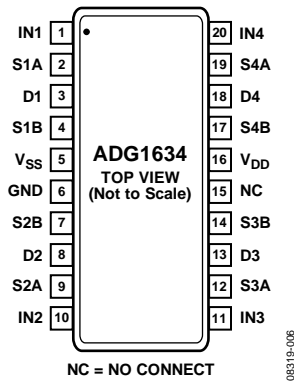 IN1 1 20 IN4
S1A 2 19 S4A
D1 3 18 D4
S1B 4 17 S4B
VSS 5 16 VDD
GND 6 15 NC
S2B 7 14 S3B
D2 8 13 D3
S2A 9 12 S3A
IN2 10 11 IN3
ADG1634
TOP VIEW
(Not to Scale)
NC = NO CONNECT
08319-006